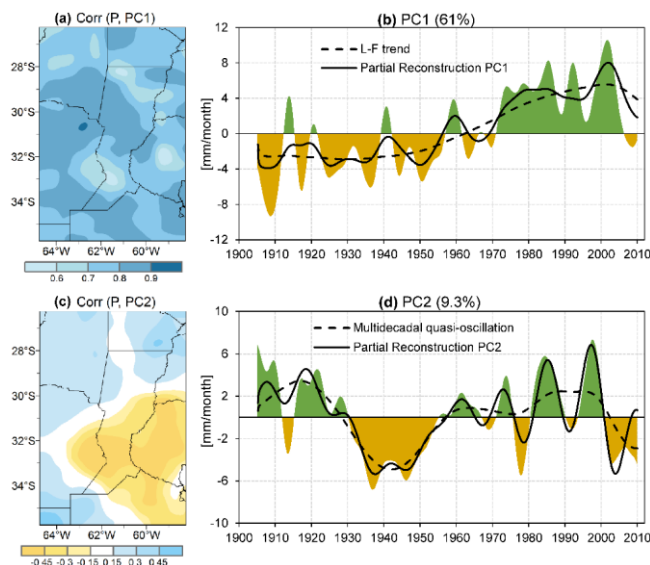 (a) Corr (P, PC1)
28°S
30°S
32°S
34°S
64°W 62°W 60°W
0.6 0.7 0.8 0.9
(b) PC1 (61%)
L-F trend
Partial Reconstruction PC1
[mm/month]
12
8
4
0
-4
-8
-12
1900 1910 1920 1930 1940 1950 1960 1970 1980 1990 2000 2010
(c) Corr (P, PC2)
28°S
30°S
32°S
34°S
64°W 62°W 60°W
-0.45 -0.3 -0.15 0.15 0.3 0.45
(d) PC2 (9.3%)
Multidecadal quasi-oscillation
Partial Reconstruction PC2
[mm/month]
10
6
2
-2
-6
-10
1900 1910 1920 1930 1940 1950 1960 1970 1980 1990 2000 2010